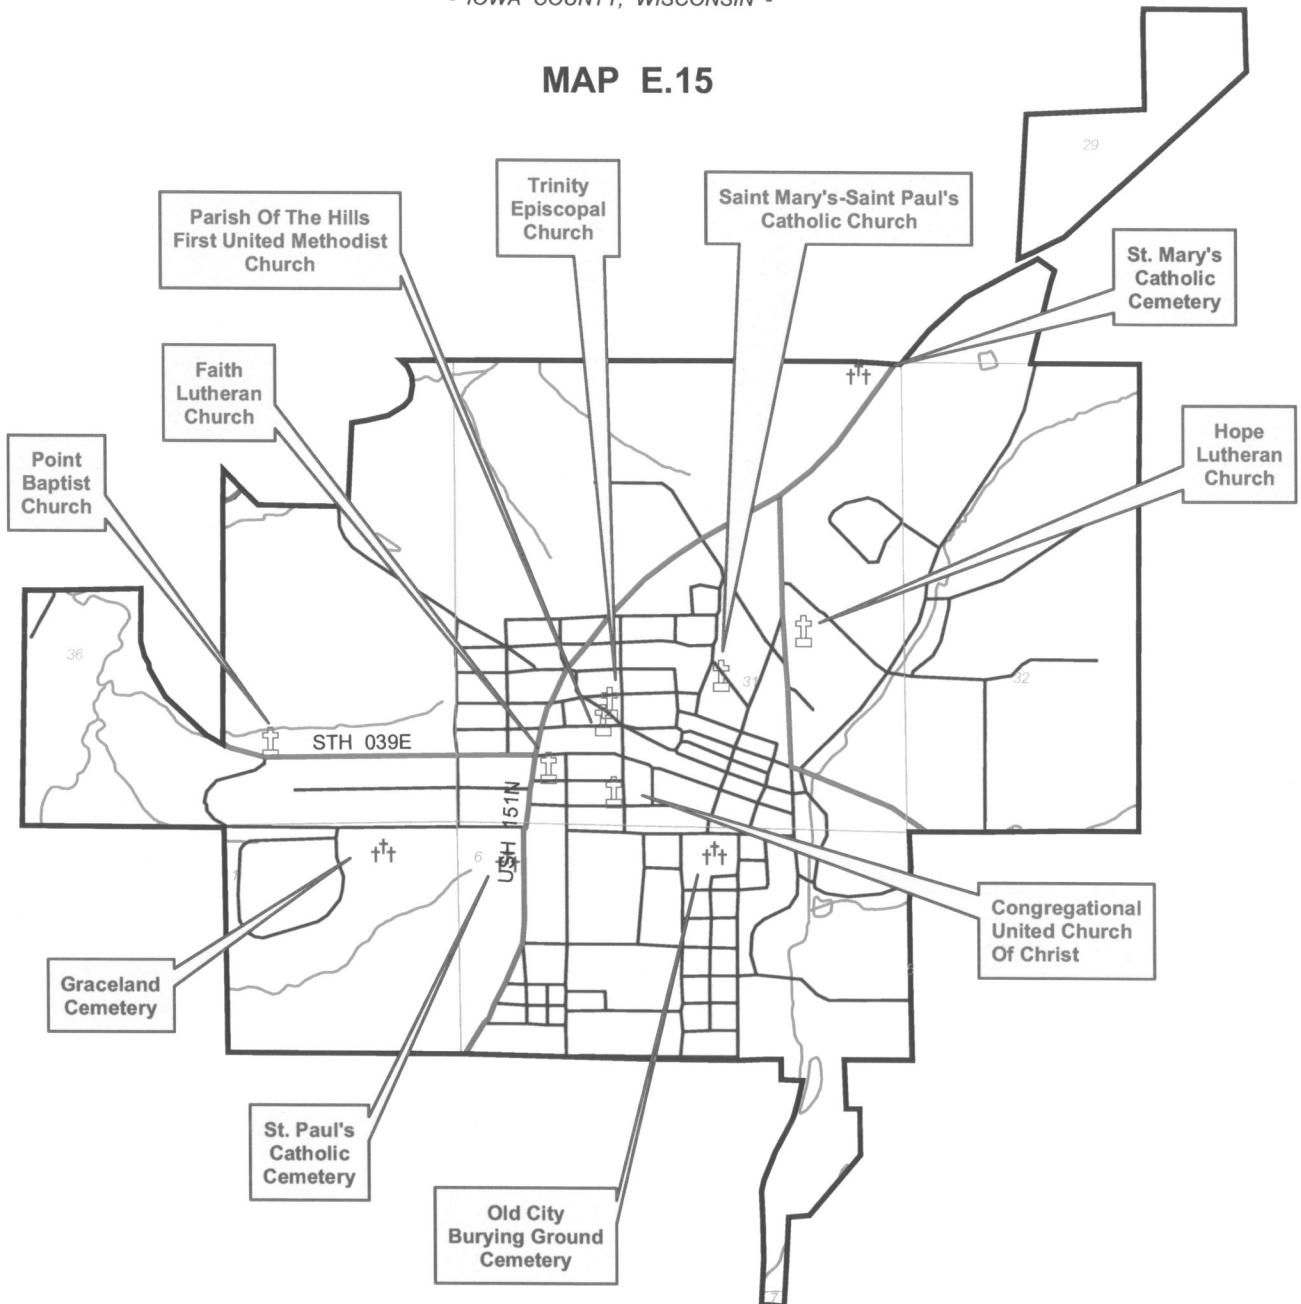 - IOWA COUNTY, WISCONSIN -
MAP E.15
29
Trinity
Episcopal
Church
Saint Mary's-Saint Paul's
Catholic Church
Parish Of The Hills
First United Methodist
Church
St. Mary's
Catholic
Cemetery
Faith
Lutheran
Church
Hope
Lutheran
Church
Point
Baptist
Church
36
31
32
STH 039E
USH 151N
6
Congregational
United Church
Of Christ
Graceland
Cemetery
St. Paul's
Catholic
Cemetery
Old City
Burying Ground
Cemetery
7